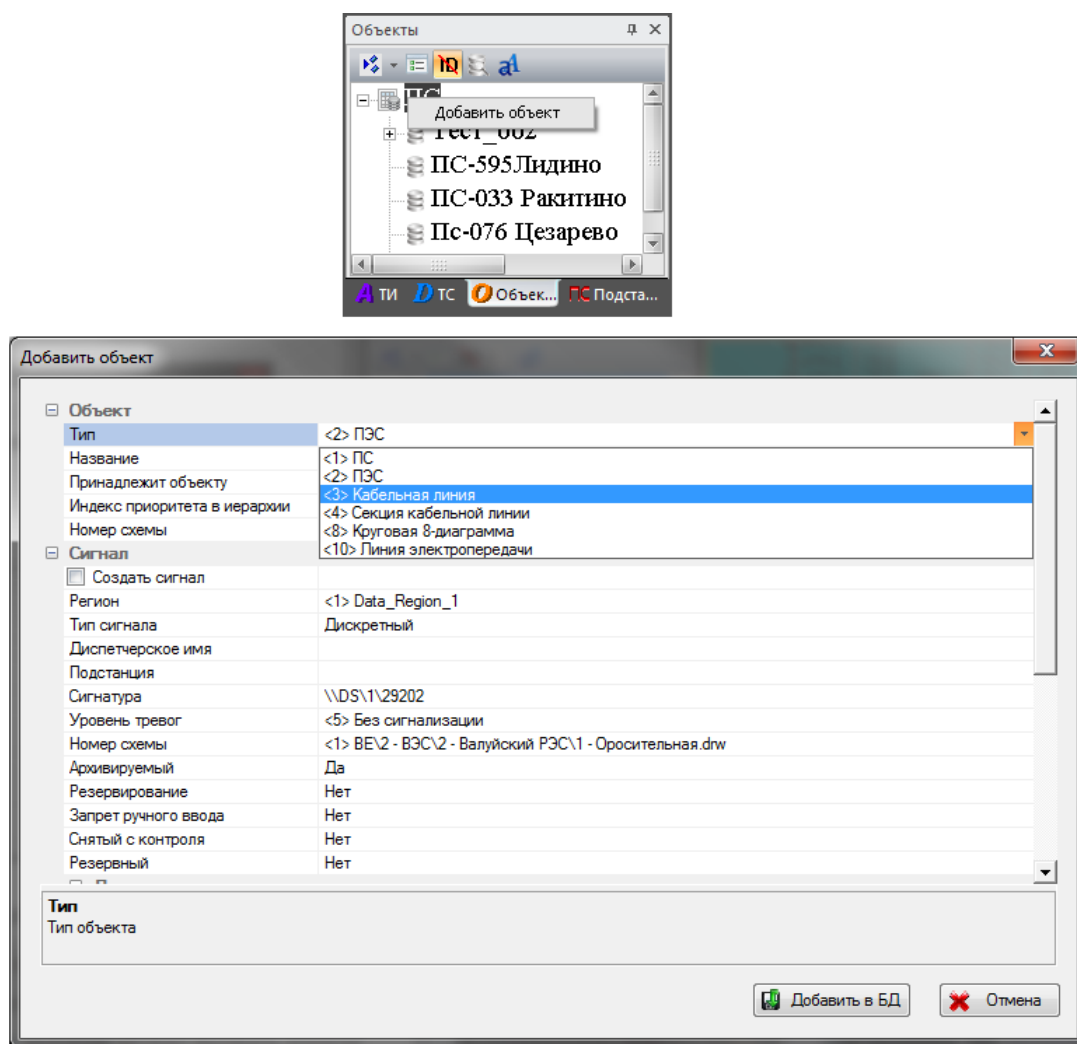 Объекты
ПС
Добавить объект
Тест_002
ПС-595Лидино
ПС-033 Ракитино
Пс-076 Цезарево
A ТИ D ТС O Объек... ПС Подста...
Добавить объект
Объект
Тип <2> ПЭС
Название <1> ПС
<2> ПЭС
Принадлежит объекту <3> Кабельная линия
Индекс приоритета в иерархии <4> Секция кабельной линии
<8> Круговая 8-диаграмма
Номер схемы <10> Линия электропередачи
Сигнал
Создать сигнал
Регион <1> Data_Region_1
Тип сигнала Дискретный
Диспетчерское имя
Подстанция
Сигнатура \\DS\1\29202
Уровень тревог <5> Без сигнализации
Номер схемы <1> ВЕ\2 - ВЭС\2 - Валуйский РЭС\1 - Оросительная.drw
Архивируемый Да
Резервирование Нет
Запрет ручного ввода Нет
Снятый с контроля Нет
Резервный Нет
Тип
Тип объекта
Добавить в БД Отмена